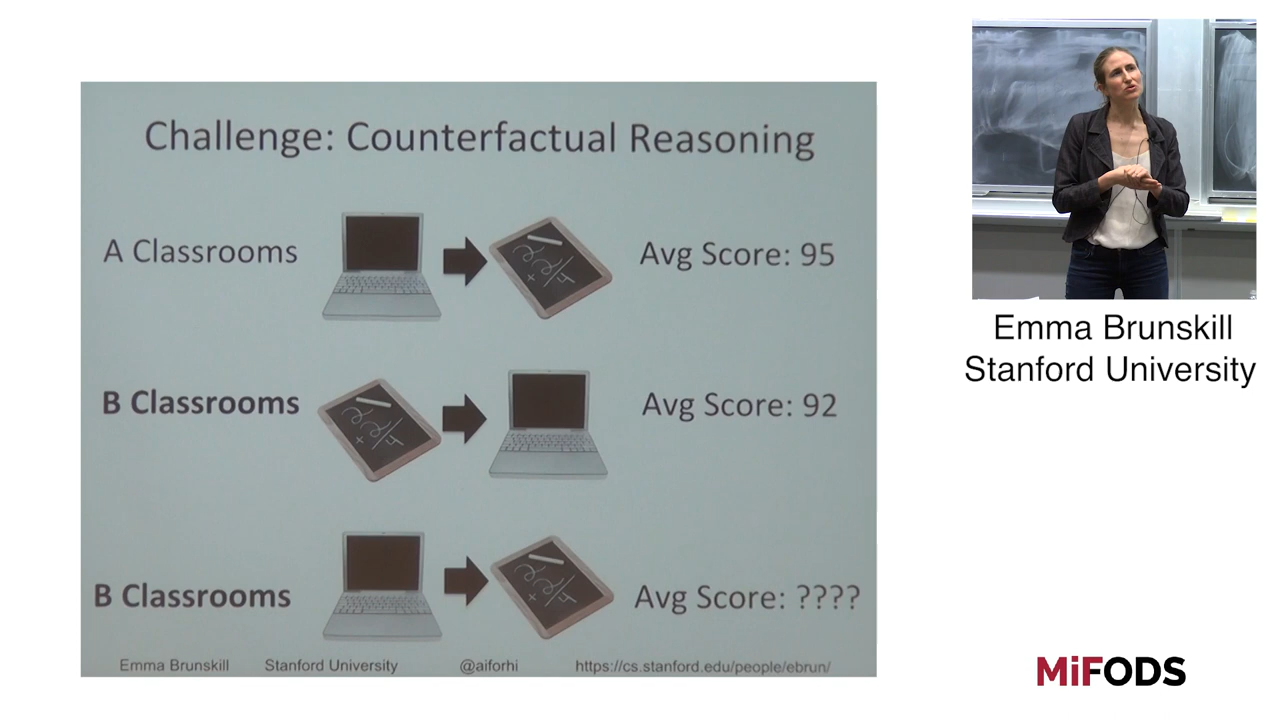 Challenge: Counterfactual Reasoning
A Classrooms
Avg Score: 95
B Classrooms
Avg Score: 92
B Classrooms
Avg Score: ????
Emma Brunskill Stanford University @aiforhi https://cs.stanford.edu/people/ebrun/
Emma Brunskill
Stanford University
MiFODS